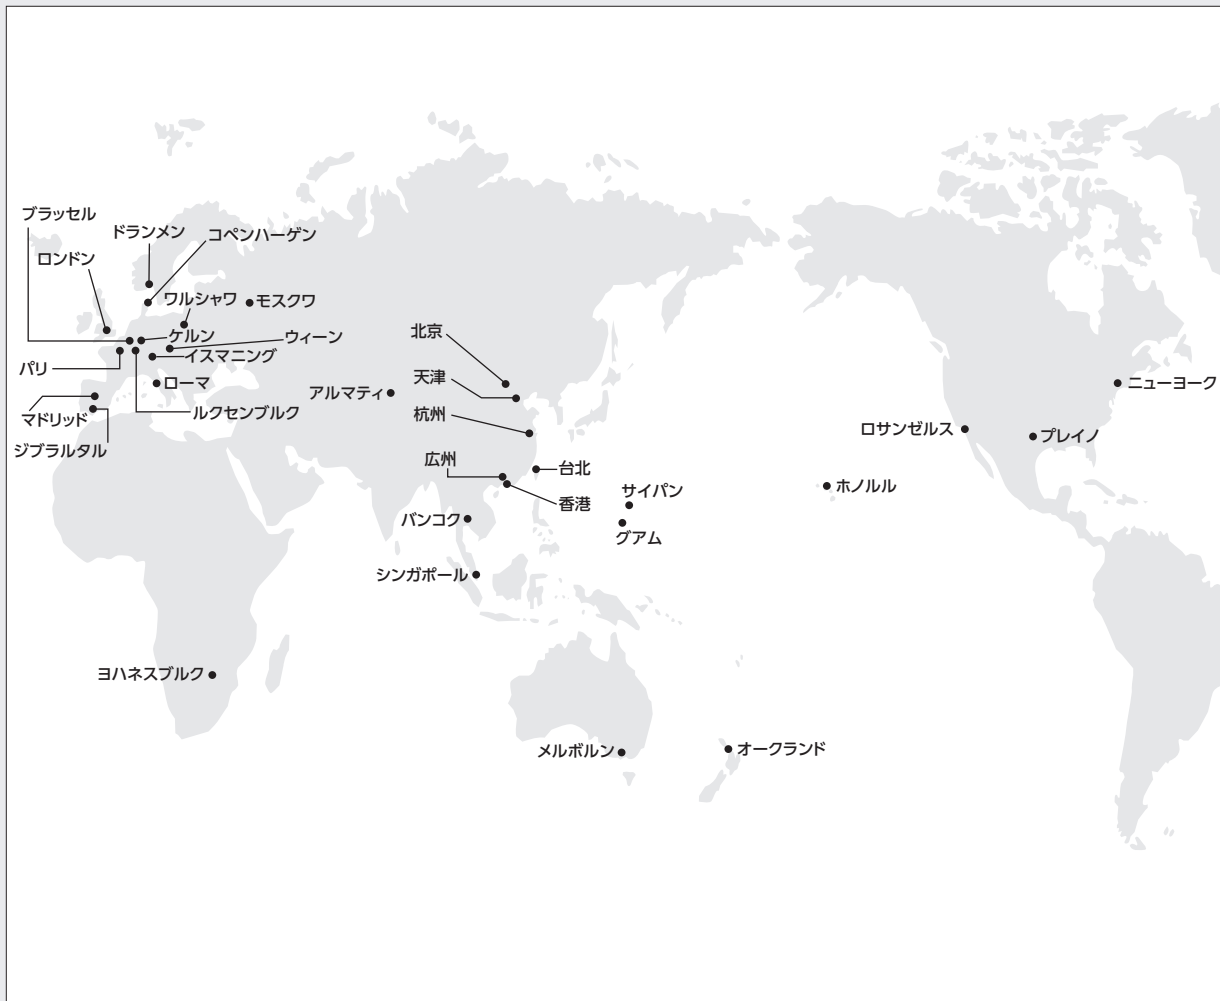 ブラッセル
ドランメン
コペンハーゲン
ロンドン
ワルシャワ
モスクワ
ケルン
ウィーン
イスマニング
パリ
ローマ
マドリッド
ルクセンブルク
ジブラルタル
アルマティ
北京
天津
杭州
広州
台北
香港
バンコク
シンガポール
サイパン
グアム
ヨハネスブルク
メルボルン
オークランド
ホノルル
ロサンゼルス
プレイノ
ニューヨーク